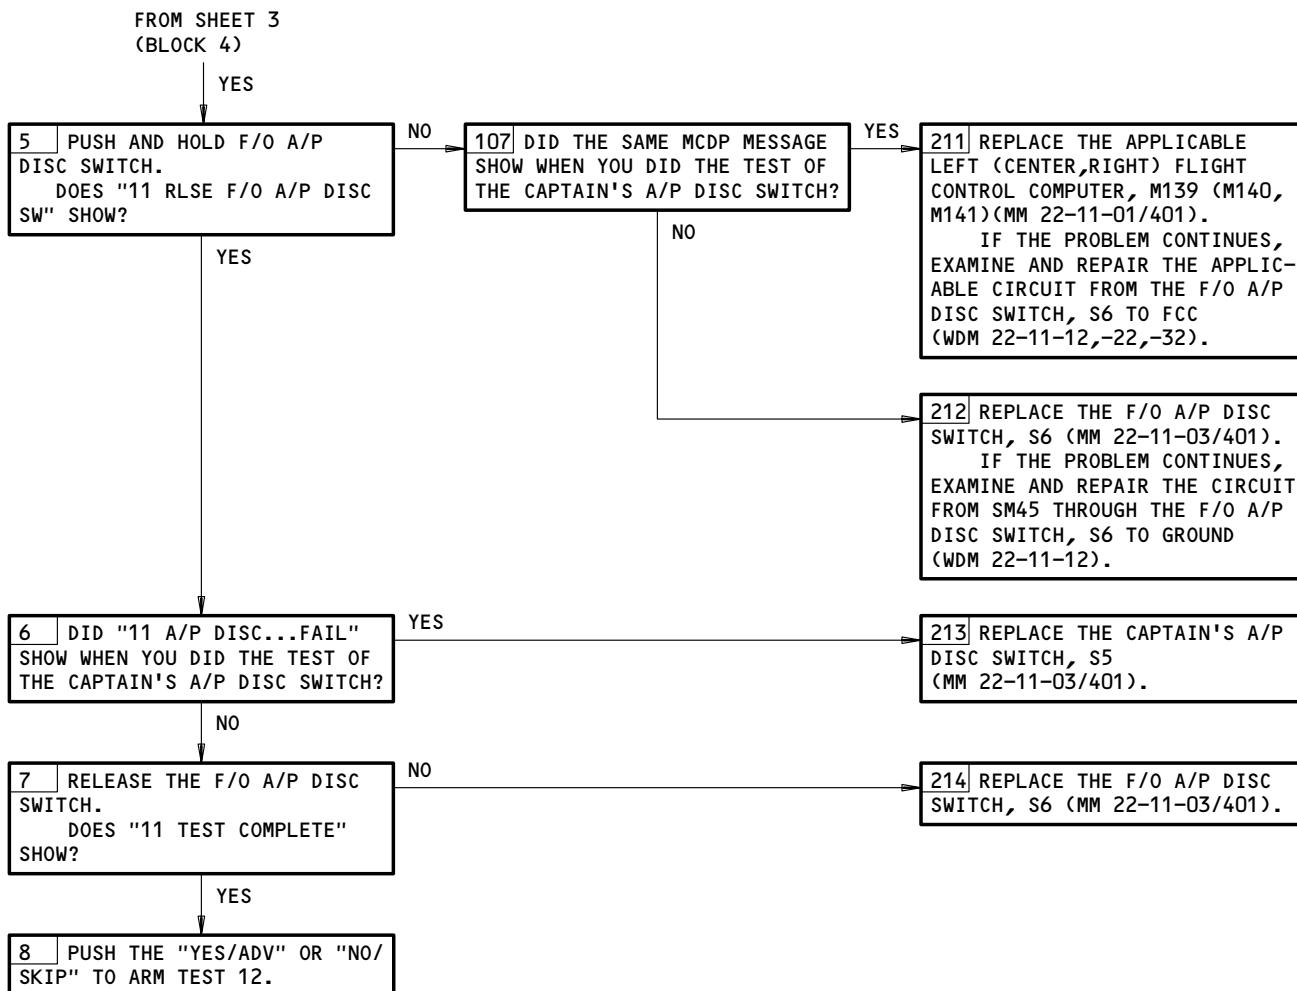 FROM SHEET 3
(BLOCK 4)
YES
5 PUSH AND HOLD F/O A/P
DISC SWITCH.
DOES "11 RLSE F/O A/P DISC
SW" SHOW?
NO
107 DID THE SAME MCDP MESSAGE
SHOW WHEN YOU DID THE TEST OF
THE CAPTAIN'S A/P DISC SWITCH?
YES
211 REPLACE THE APPLICABLE
LEFT (CENTER,RIGHT) FLIGHT
CONTROL COMPUTER, M139 (M140,
M141)(MM 22-11-01/401).
IF THE PROBLEM CONTINUES,
EXAMINE AND REPAIR THE APPLIC-
ABLE CIRCUIT FROM THE F/O A/P
DISC SWITCH, S6 TO FCC
(WDM 22-11-12,-22,-32).
NO
212 REPLACE THE F/O A/P DISC
SWITCH, S6 (MM 22-11-03/401).
IF THE PROBLEM CONTINUES,
EXAMINE AND REPAIR THE CIRCUIT
FROM SM45 THROUGH THE F/O A/P
DISC SWITCH, S6 TO GROUND
(WDM 22-11-12).
YES
6 DID "11 A/P DISC...FAIL"
SHOW WHEN YOU DID THE TEST OF
THE CAPTAIN'S A/P DISC SWITCH?
YES
213 REPLACE THE CAPTAIN'S A/P
DISC SWITCH, S5
(MM 22-11-03/401).
NO
7 RELEASE THE F/O A/P DISC
SWITCH.
DOES "11 TEST COMPLETE"
SHOW?
NO
214 REPLACE THE F/O A/P DISC
SWITCH, S6 (MM 22-11-03/401).
YES
8 PUSH THE "YES/ADV" OR "NO/
SKIP" TO ARM TEST 12.